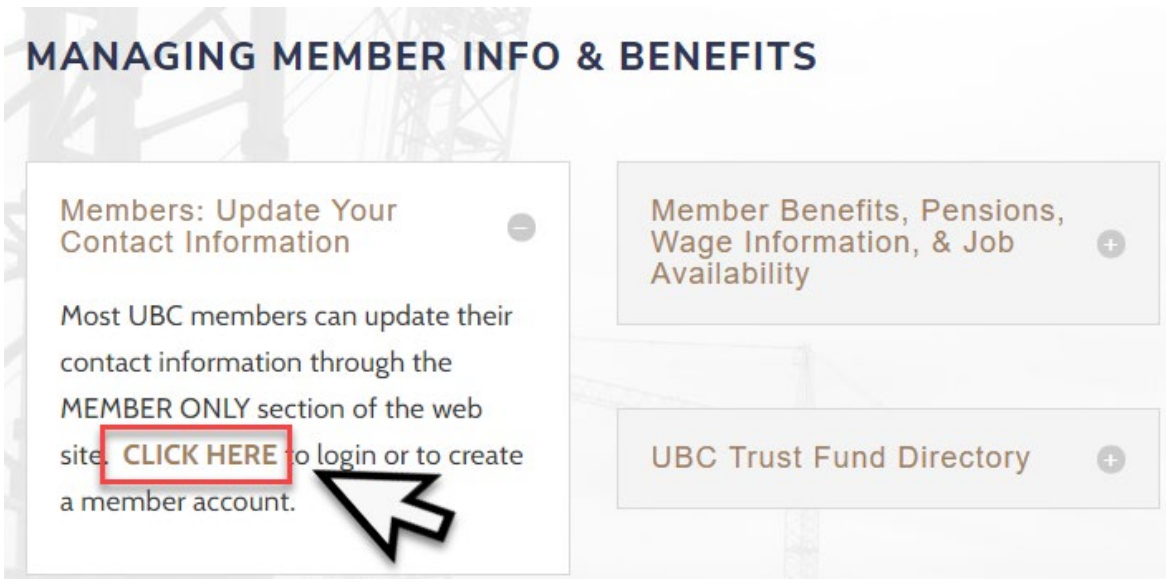 MANAGING MEMBER INFO & BENEFITS
Members: Update Your
Contact Information
Most UBC members can update their
contact information through the
MEMBER ONLY section of the web
site. CLICK HERE to login or to create
a member account.
Member Benefits, Pensions,
Wage Information, & Job
Availability
UBC Trust Fund Directory